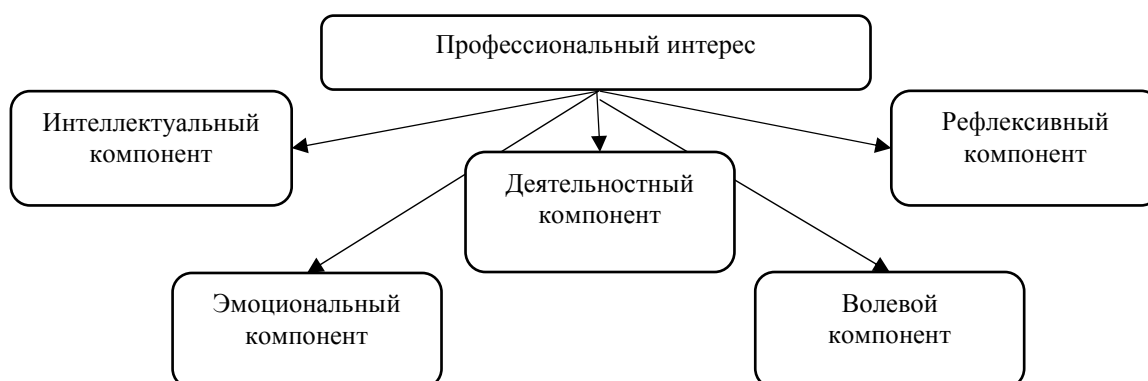 Профессиональный интерес
Интеллектуальный
компонент
Рефлексивный
компонент
Деятельностный
компонент
Эмоциональный
компонент
Волевой
компонент